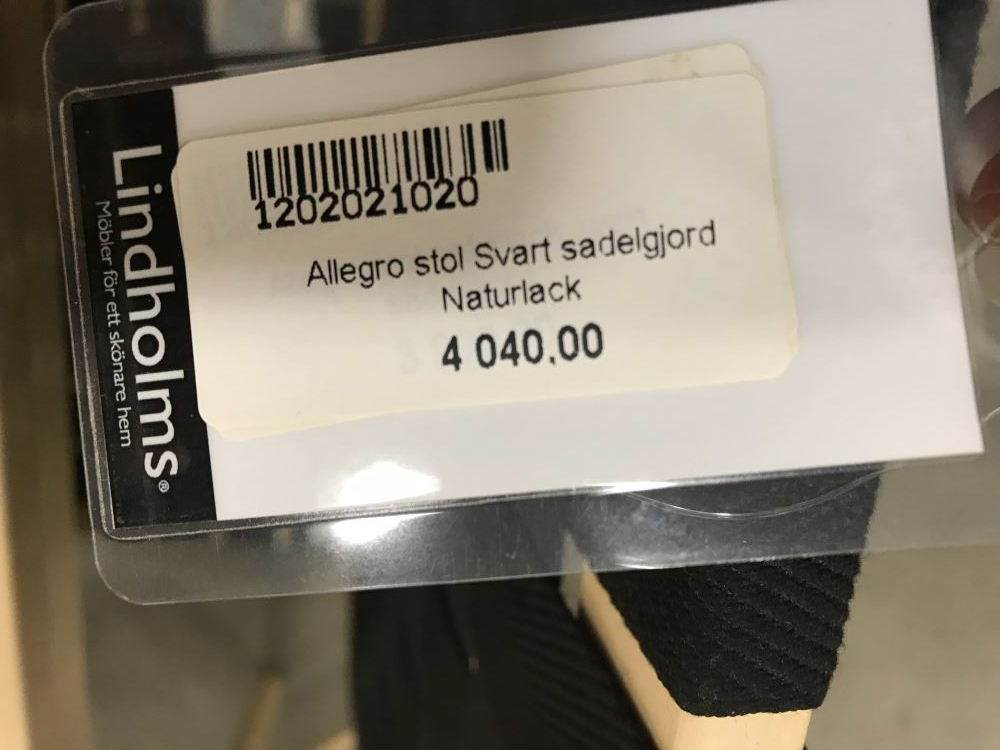 Lindholms®
Möbler för ett skönare hem
1202021020
Allegro stol Svart sadelgjord
Naturlack
4 040,00